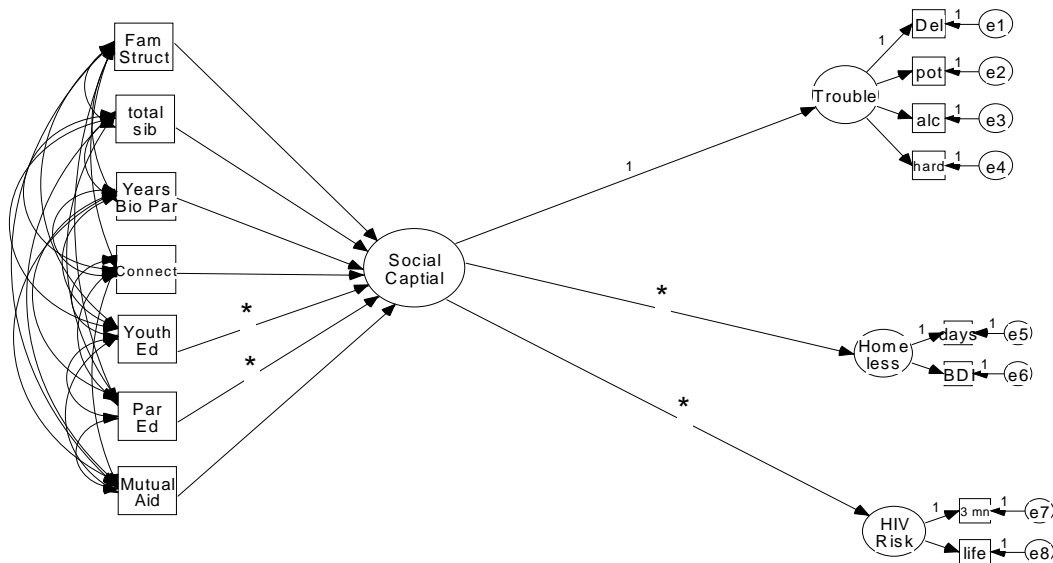 Fam
Struct
total
sib
Years
Bio Par
Connect
Youth
Ed
Par
Ed
Mutual
Aid
*
*
Social
Captial
1
*
*
Trouble
1
Del
1
e1
pot
1
e2
alc
1
e3
hard
1
e4
Home
less
1
days
1
e5
BDI
1
e6
HIV
Risk
1
3 mn
1
e7
life
1
e8